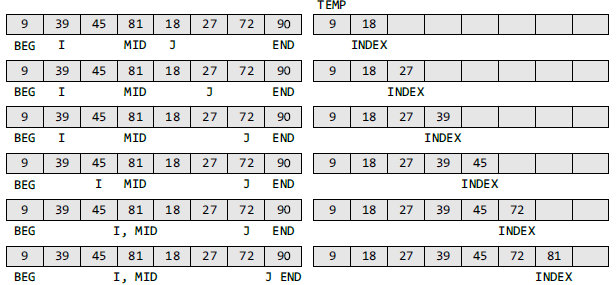 TEMP
9 39 45 81 18 27 72 90 9 18
BEG I MID J END INDEX
9 39 45 81 18 27 72 90 9 18 27
BEG I MID J END INDEX
9 39 45 81 18 27 72 90 9 18 27 39
BEG I MID J END INDEX
9 39 45 81 18 27 72 90 9 18 27 39 45
BEG I MID J END INDEX
9 39 45 81 18 27 72 90 9 18 27 39 45 72
BEG I, MID J END INDEX
9 39 45 81 18 27 72 90 9 18 27 39 45 72 81
BEG I, MID J END INDEX